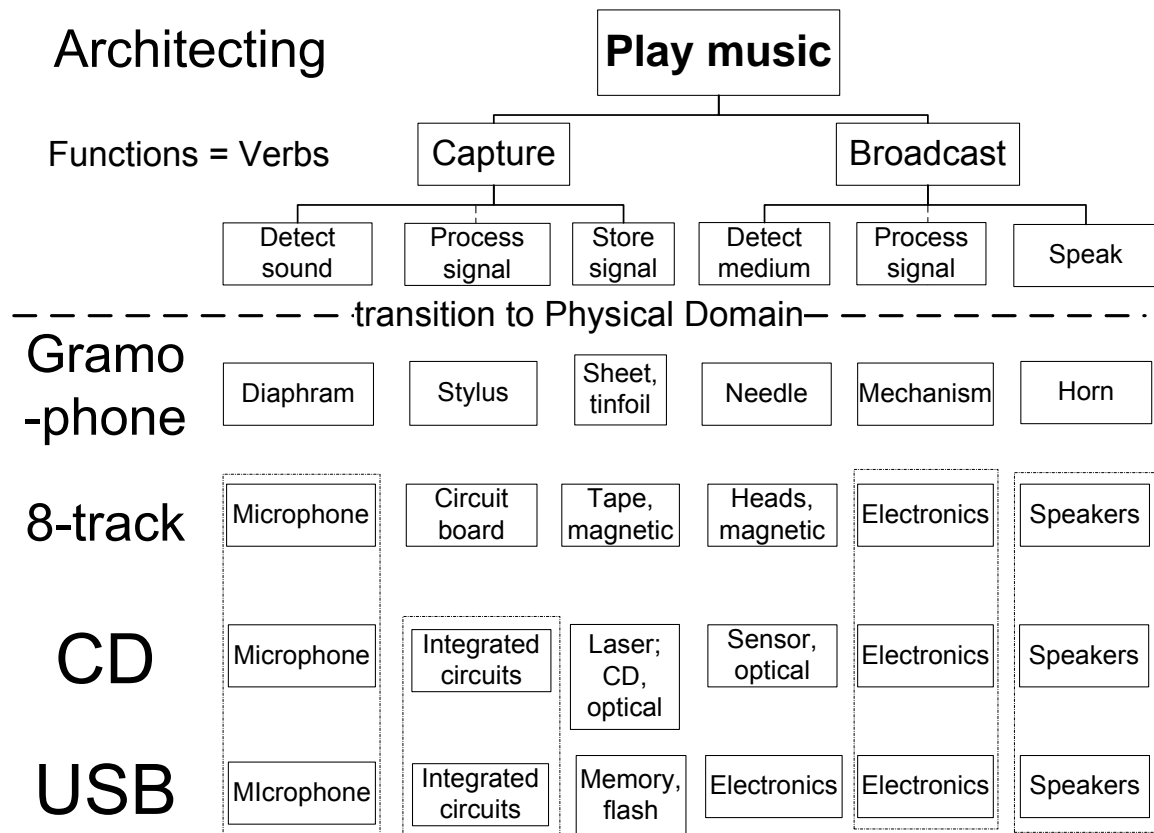 Architecting
Play music
Functions = Verbs
Capture
Broadcast
Detect
sound
Process
signal
Store
signal
Detect
medium
Process
signal
Speak
transition to Physical Domain
Gramo
-phone
Diaphram
Stylus
Sheet,
tinfoil
Needle
Mechanism
Horn
8-track
Microphone
Circuit
board
Tape,
magnetic
Heads,
magnetic
Electronics
Speakers
CD
Microphone
Integrated
circuits
Laser;
CD,
optical
Sensor,
optical
Electronics
Speakers
USB
MIcrophone
Integrated
circuits
Memory,
flash
Electronics
Electronics
Speakers